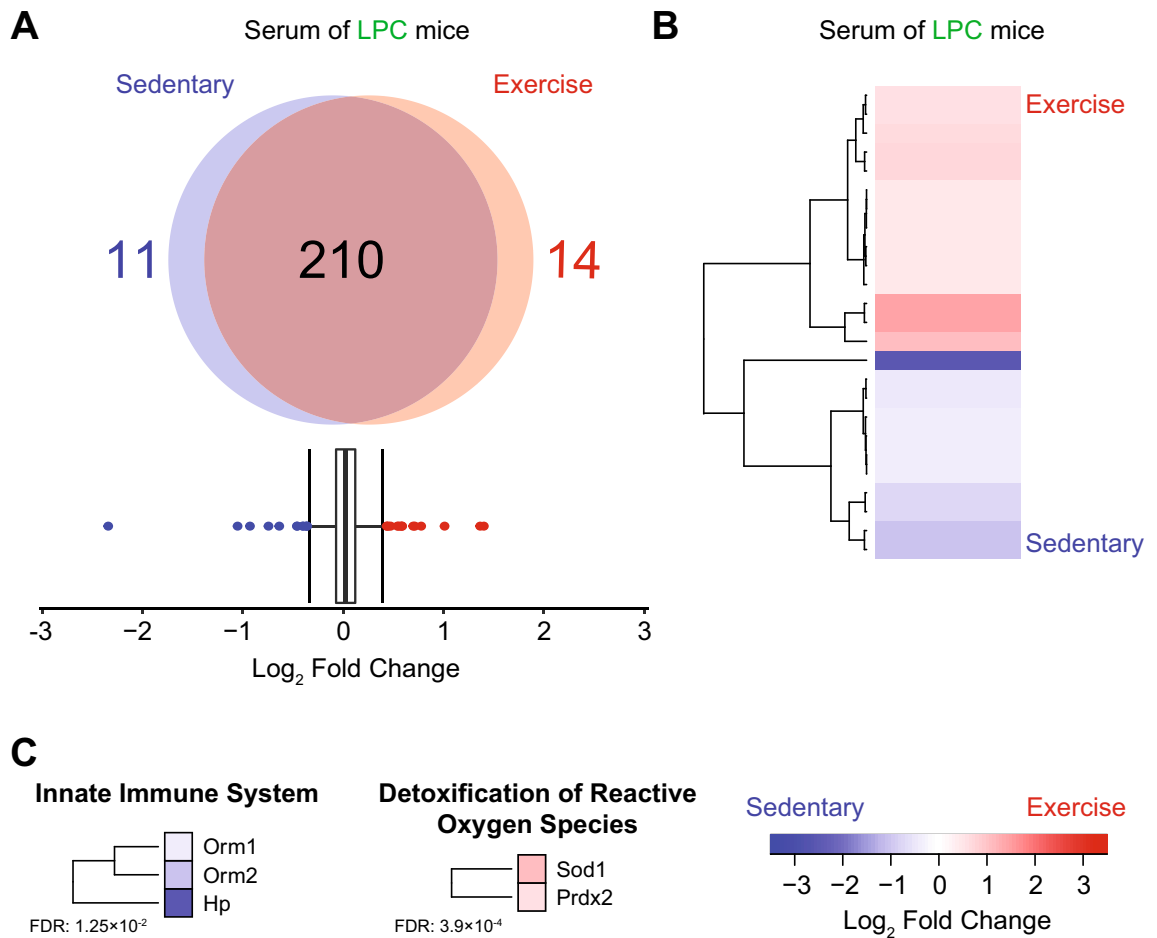 A
Serum of LPC mice
Sedentary
Exercise
11
210
14
-3
−2
−1
0
1
2
3
Log2 Fold Change
B
Serum of LPC mice
Exercise
Sedentary
C
Innate Immune System
Orm1
Orm2
Hp
FDR: 1.25×10-2
Detoxification of Reactive
Oxygen Species
Sod1
Prdx2
FDR: 3.9×10-4
Sedentary
Exercise
−3
−2
−1
0
1
2
3
Log2 Fold Change